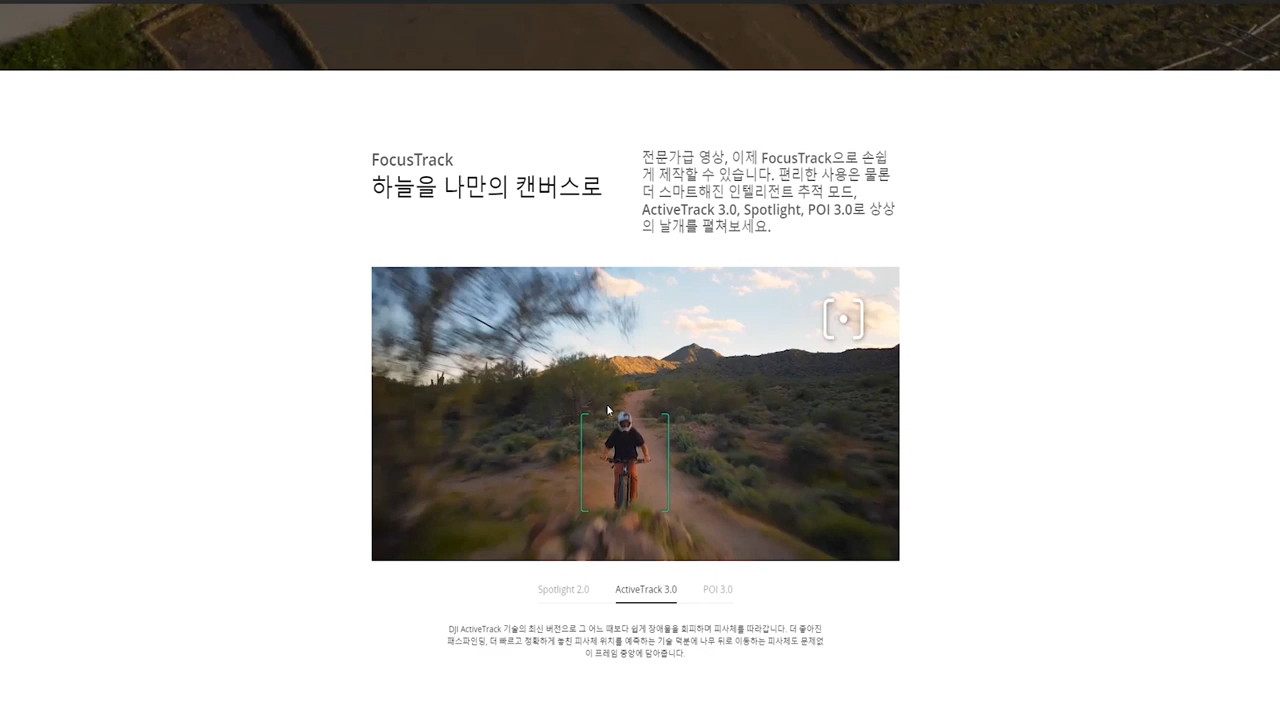 FocusTrack
하늘을 나만의 캔버스로
전문가급 영상, 이제 FocusTrack으로 손쉽
게 제작할 수 있습니다. 편리한 사용은 물론
더 스마트해진 인텔리전트 추적 모드,
ActiveTrack 3.0, Spotlight, POI 3.0로 상상
의 날개를 펼쳐보세요.
Spotlight 2.0 ActiveTrack 3.0 POI 3.0
DJI ActiveTrack 기술의 최신 버전으로 그 어느 때보다 쉽게 장애물을 회피하며 피사체를 따라갑니다. 더 좋아진
패스파인딩, 더 빠르고 정확하게 놓친 피사체 위치를 예측하는 기술 덕분에 나무 뒤로 이동하는 피사체도 문제없
이 프레임 중앙에 담아줍니다.